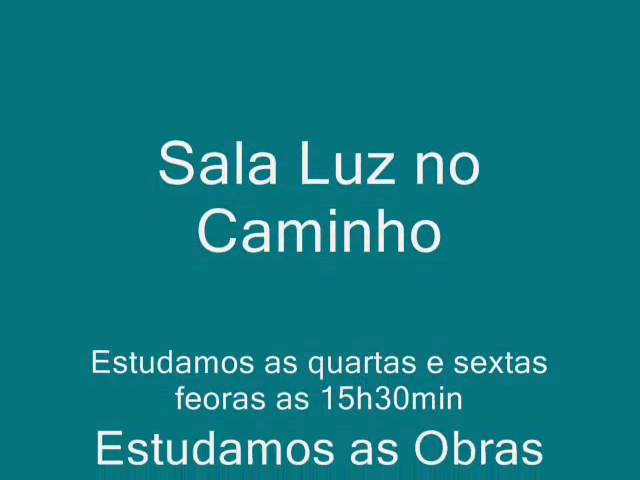 Sala Luz no
Caminho
Estudamos as quartas e sextas
feoras as 15h30min
Estudamos as Obras